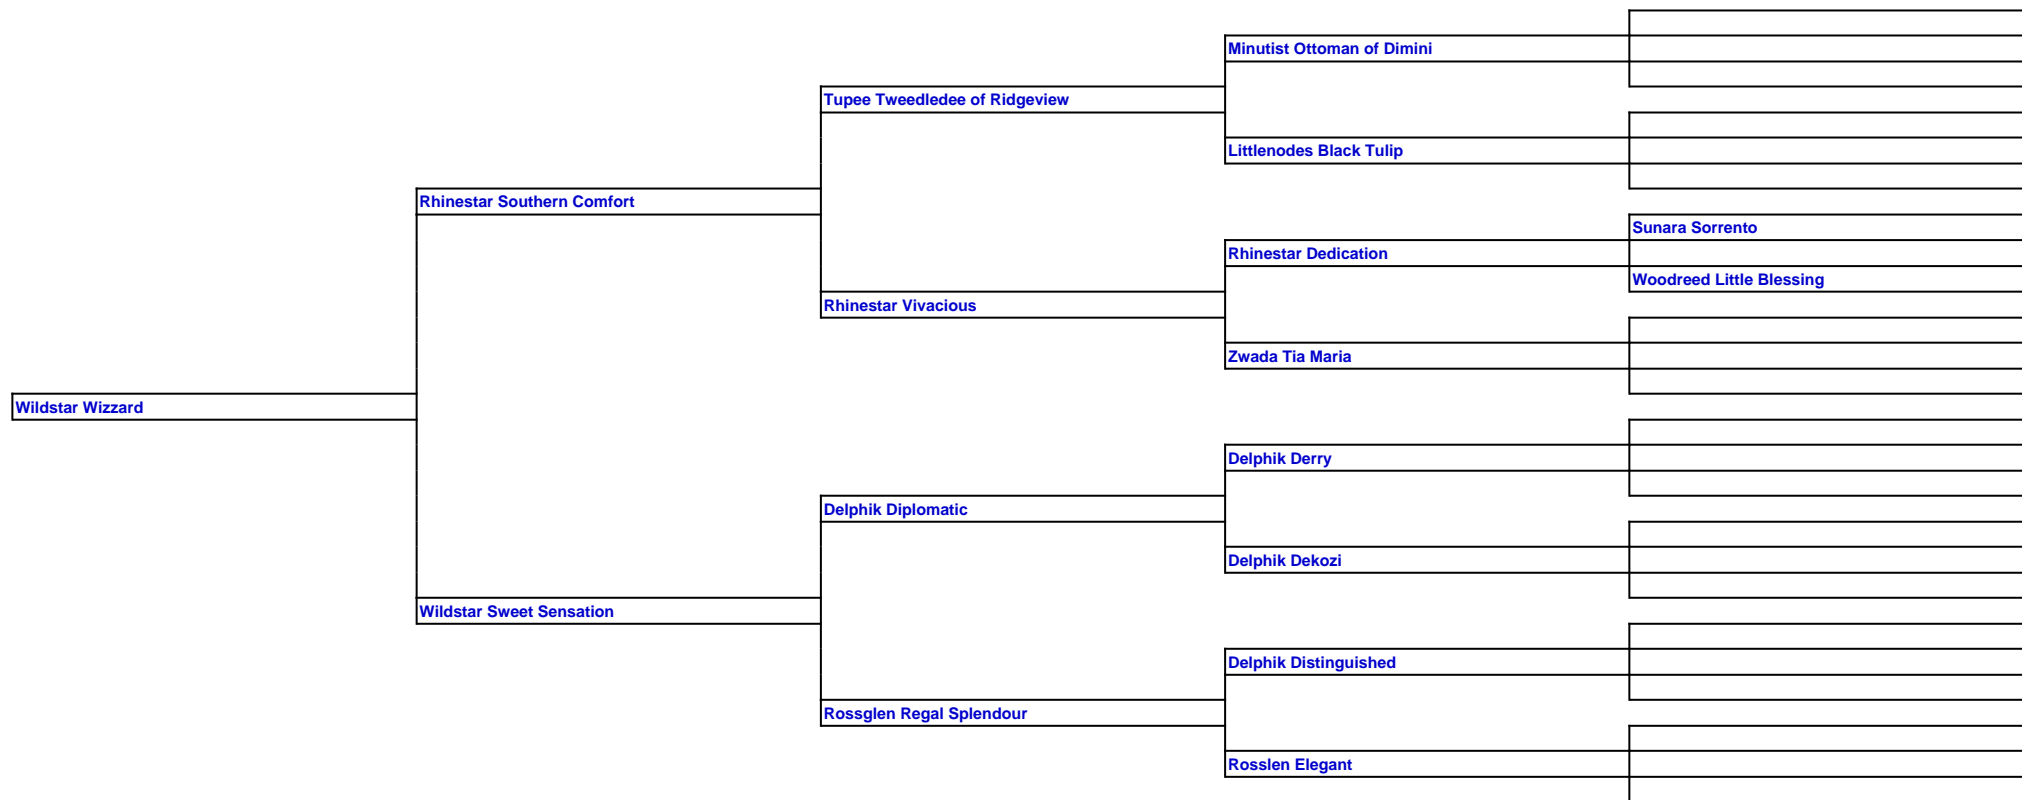 Minutist Ottoman of Dimini
Tupee Tweedledee of Ridgeview
Littlenodes Black Tulip
Rhinestar Southern Comfort
Sunara Sorrento
Rhinestar Dedication
Woodreed Little Blessing
Rhinestar Vivacious
Zwada Tia Maria
Wildstar Wizzard
Delphik Derry
Delphik Diplomatic
Delphik Dekozi
Wildstar Sweet Sensation
Delphik Distinguished
Rossglen Regal Splendour
Rosslen Elegant